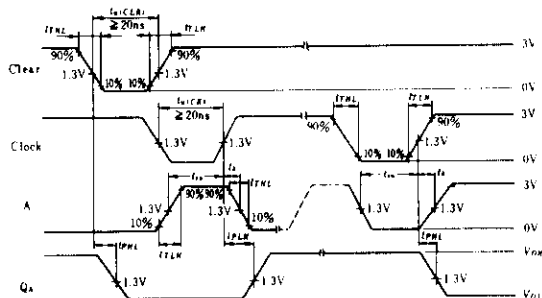 tw(CLR)
≧20ns
tTHL tTLH
90% 90% 3V
Clear 1.3V 1.3V
10% 10% 0V
tw(CK)
≧20ns
tTHL tTLH 3V
90% 90%
Clock 1.3V 1.3V 1.3V
10% 10% 0V
tsu th tTHL tsu th
90% 90% 3V
A 1.3V 1.3V 1.3V 1.3V
10% 10% 0V
tPHL tTLH tPLH tPHL
VOH
QA 1.3V 1.3V 1.3V
VOL